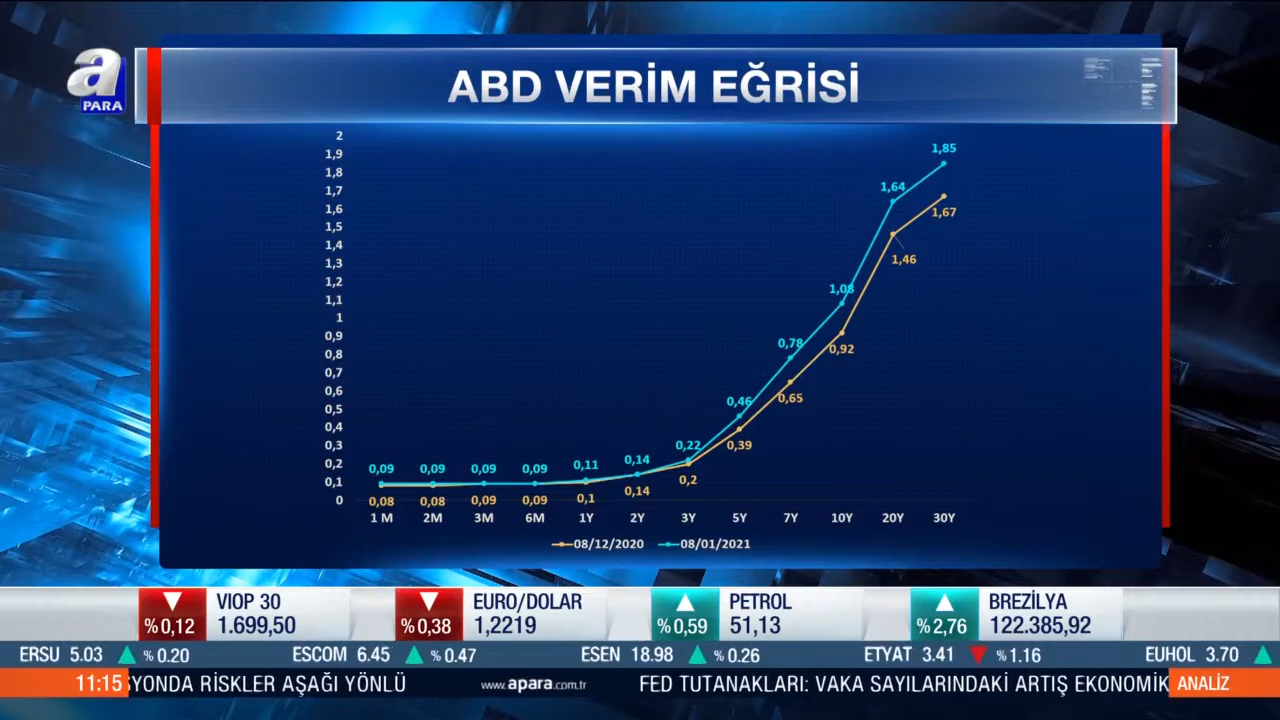 a
PARA
ABD VERİM EĞRİSİ
2
1,9
1,8
1,7
1,6
1,5
1,4
1,3
1,2
1,1
1
0,9
0,8
0,7
0,6
0,5
0,4
0,3
0,2
0,1
0
0,09 0,09 0,09 0,09 0,11 0,14 0,22 0,46 0,78 1,08 1,64 1,85
0,08 0,08 0,09 0,09 0,1 0,14 0,2 0,39 0,65 0,92 1,46 1,67
1 M 2M 3M 6M 1Y 2Y 3Y 5Y 7Y 10Y 20Y 30Y
08/12/2020 08/01/2021
%0,12 VIOP 30 1.699,50
%0,38 EURO/DOLAR 1,2219
%0,59 PETROL 51,13
%2,76 BREZİLYA 122.385,92
ERSU 5.03 %0.20 ESCOM 6.45 %0.47 ESEN 18.98 %0.26 ETYAT 3.41 %1.16 EUHOL 3.70
11:15 SYONDA RİSKLER AŞAĞI YÖNLÜ www.apara.com.tr FED TUTANAKLARI: VAKA SAYILARINDAKİ ARTIŞ EKONOMİK ANALİZ